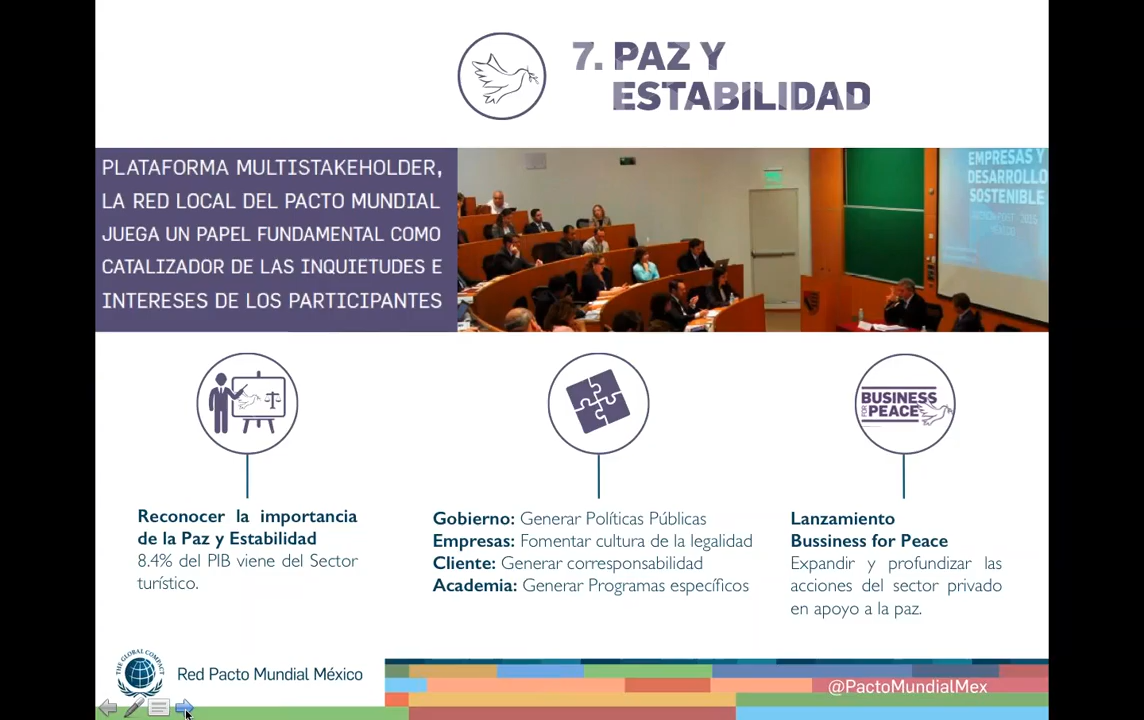 7. PAZ Y
ESTABILIDAD
PLATAFORMA MULTISTAKEHOLDER,
LA RED LOCAL DEL PACTO MUNDIAL
JUEGA UN PAPEL FUNDAMENTAL COMO
CATALIZADOR DE LAS INQUIETUDES E
INTERESES DE LOS PARTICIPANTES
EMPRESAS Y
DESARROLLO
SOSTENIBLE
BUSINESS
FOR PEACE
Reconocer la importancia
de la Paz y Estabilidad
8.4% del PIB viene del Sector
turístico.
Gobierno: Generar Políticas Públicas
Empresas: Fomentar cultura de la legalidad
Cliente: Generar corresponsabilidad
Academia: Generar Programas específicos
Lanzamiento
Bussiness for Peace
Expandir y profundizar las
acciones del sector privado
en apoyo a la paz.
THE GLOBAL COMPACT
Red Pacto Mundial México
@PactoMundialMex